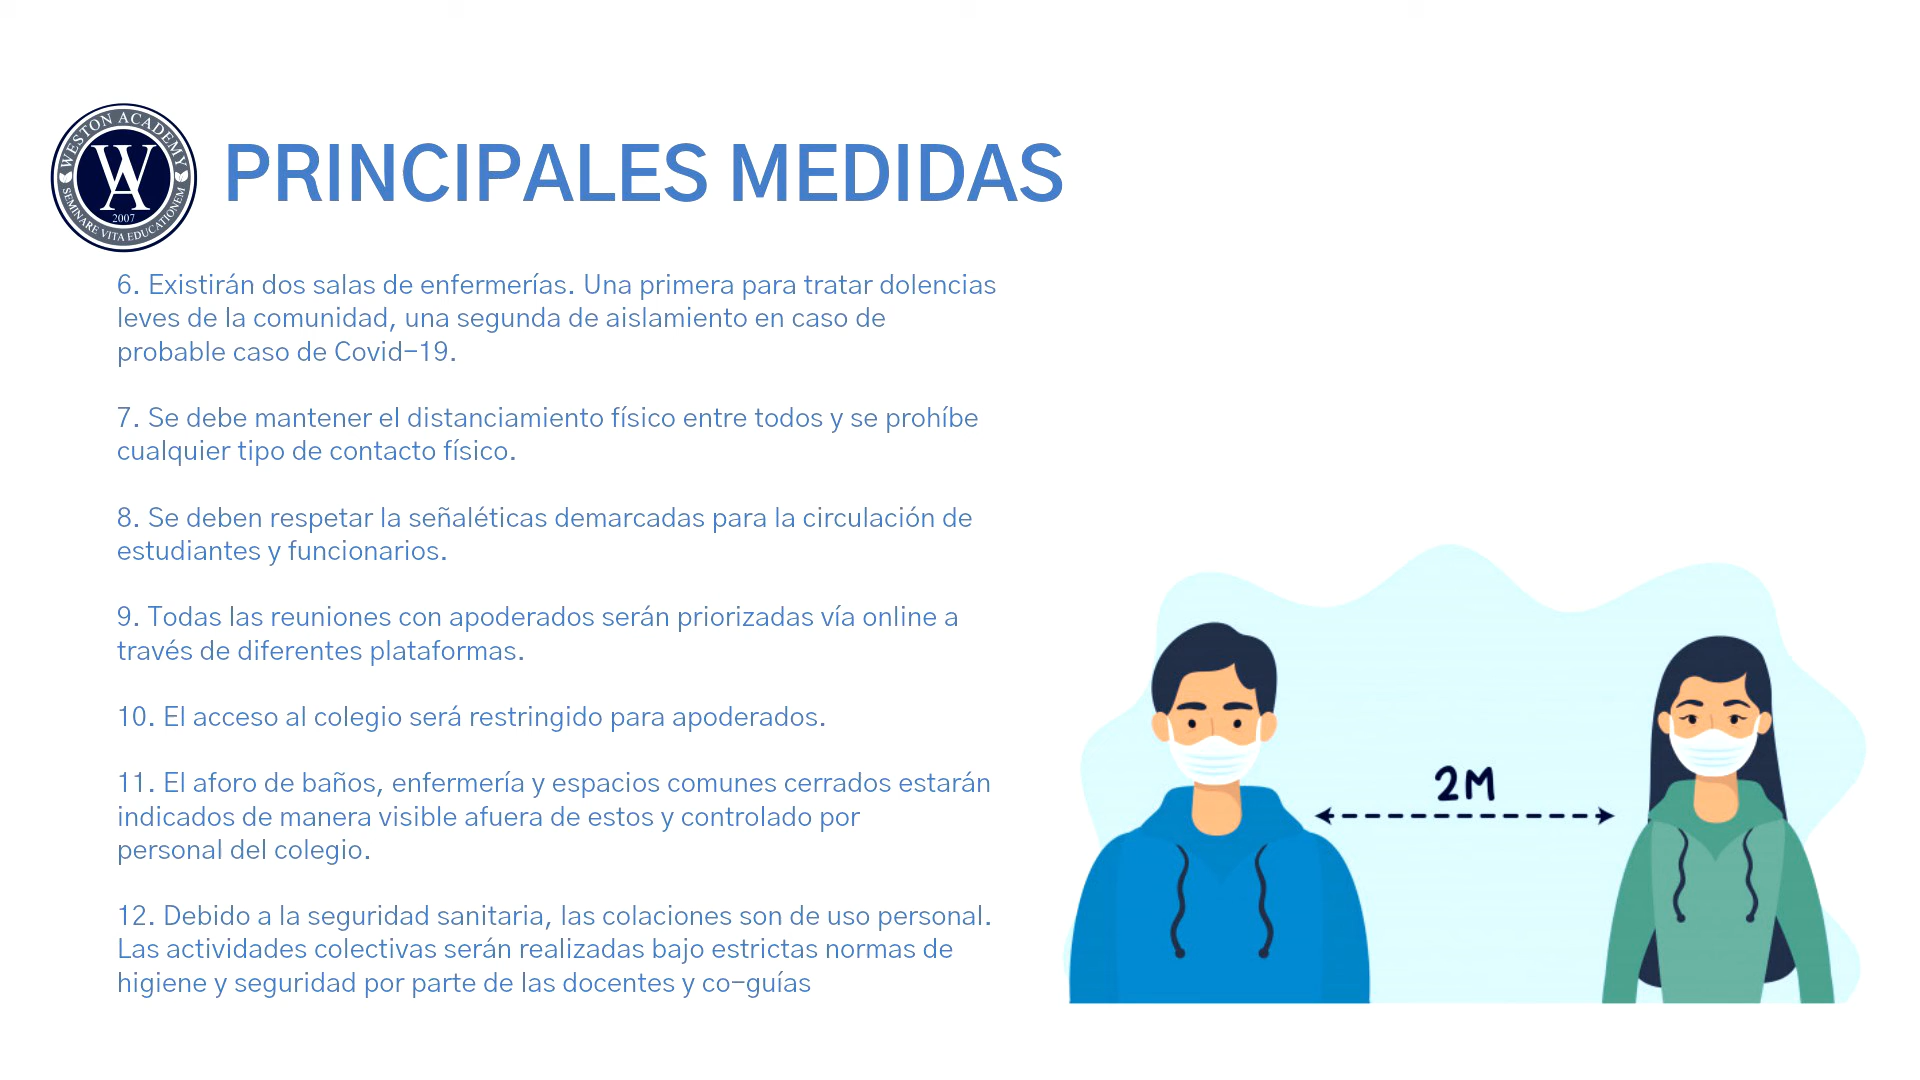 WESTON ACADEMY
WA
2007
SEMINARE VITA EDUCATIONEM
PRINCIPALES MEDIDAS
6. Existirán dos salas de enfermerías. Una primera para tratar dolencias
leves de la comunidad, una segunda de aislamiento en caso de
probable caso de Covid-19.
7. Se debe mantener el distanciamiento físico entre todos y se prohíbe
cualquier tipo de contacto físico.
8. Se deben respetar la señaléticas demarcadas para la circulación de
estudiantes y funcionarios.
9. Todas las reuniones con apoderados serán priorizadas vía online a
través de diferentes plataformas.
10. El acceso al colegio será restringido para apoderados.
11. El aforo de baños, enfermería y espacios comunes cerrados estarán
indicados de manera visible afuera de estos y controlado por
personal del colegio.
12. Debido a la seguridad sanitaria, las colaciones son de uso personal.
Las actividades colectivas serán realizadas bajo estrictas normas de
higiene y seguridad por parte de las docentes y co-guías
2M